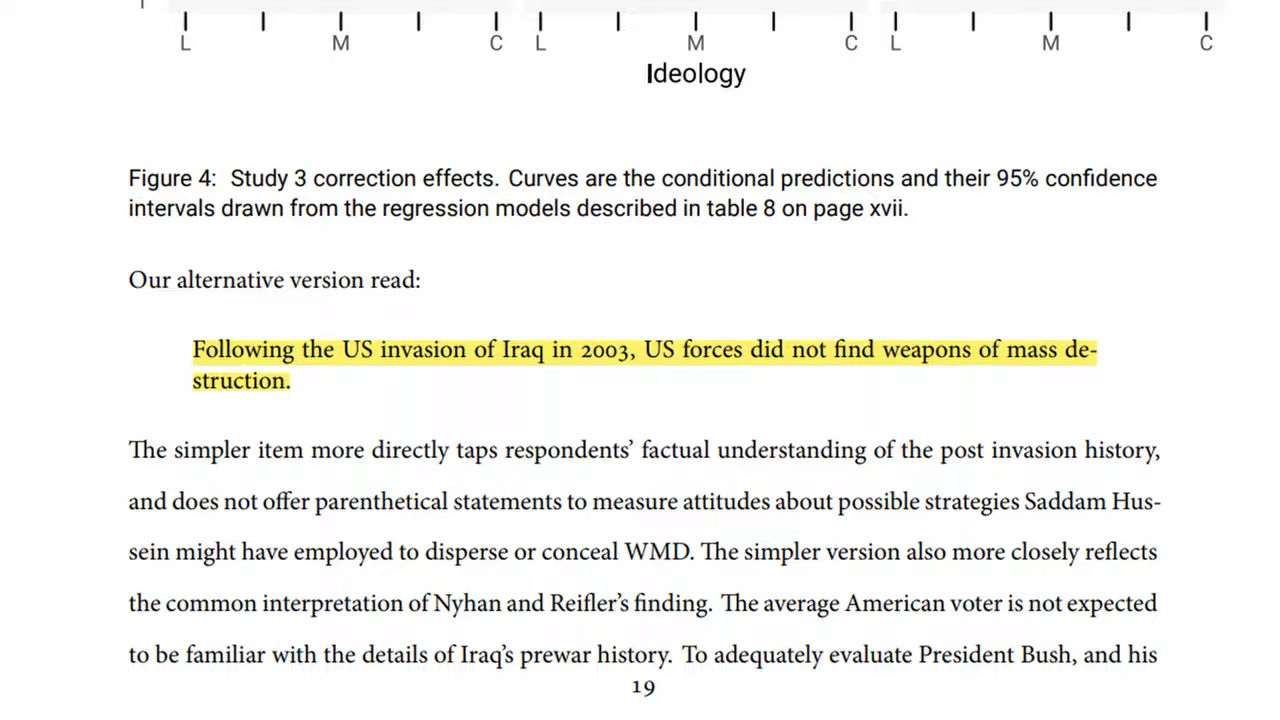 L M C L M C L M C
Ideology
Figure 4: Study 3 correction effects. Curves are the conditional predictions and their 95% confidence
intervals drawn from the regression models described in table 8 on page xvii.
Our alternative version read:
Following the US invasion of Iraq in 2003, US forces did not find weapons of mass de-
struction.
The simpler item more directly taps respondents’ factual understanding of the post invasion history,
and does not offer parenthetical statements to measure attitudes about possible strategies Saddam Hus-
sein might have employed to disperse or conceal WMD. The simpler version also more closely reflects
the common interpretation of Nyhan and Reifler’s finding. The average American voter is not expected
to be familiar with the details of Iraq’s prewar history. To adequately evaluate President Bush, and his
19